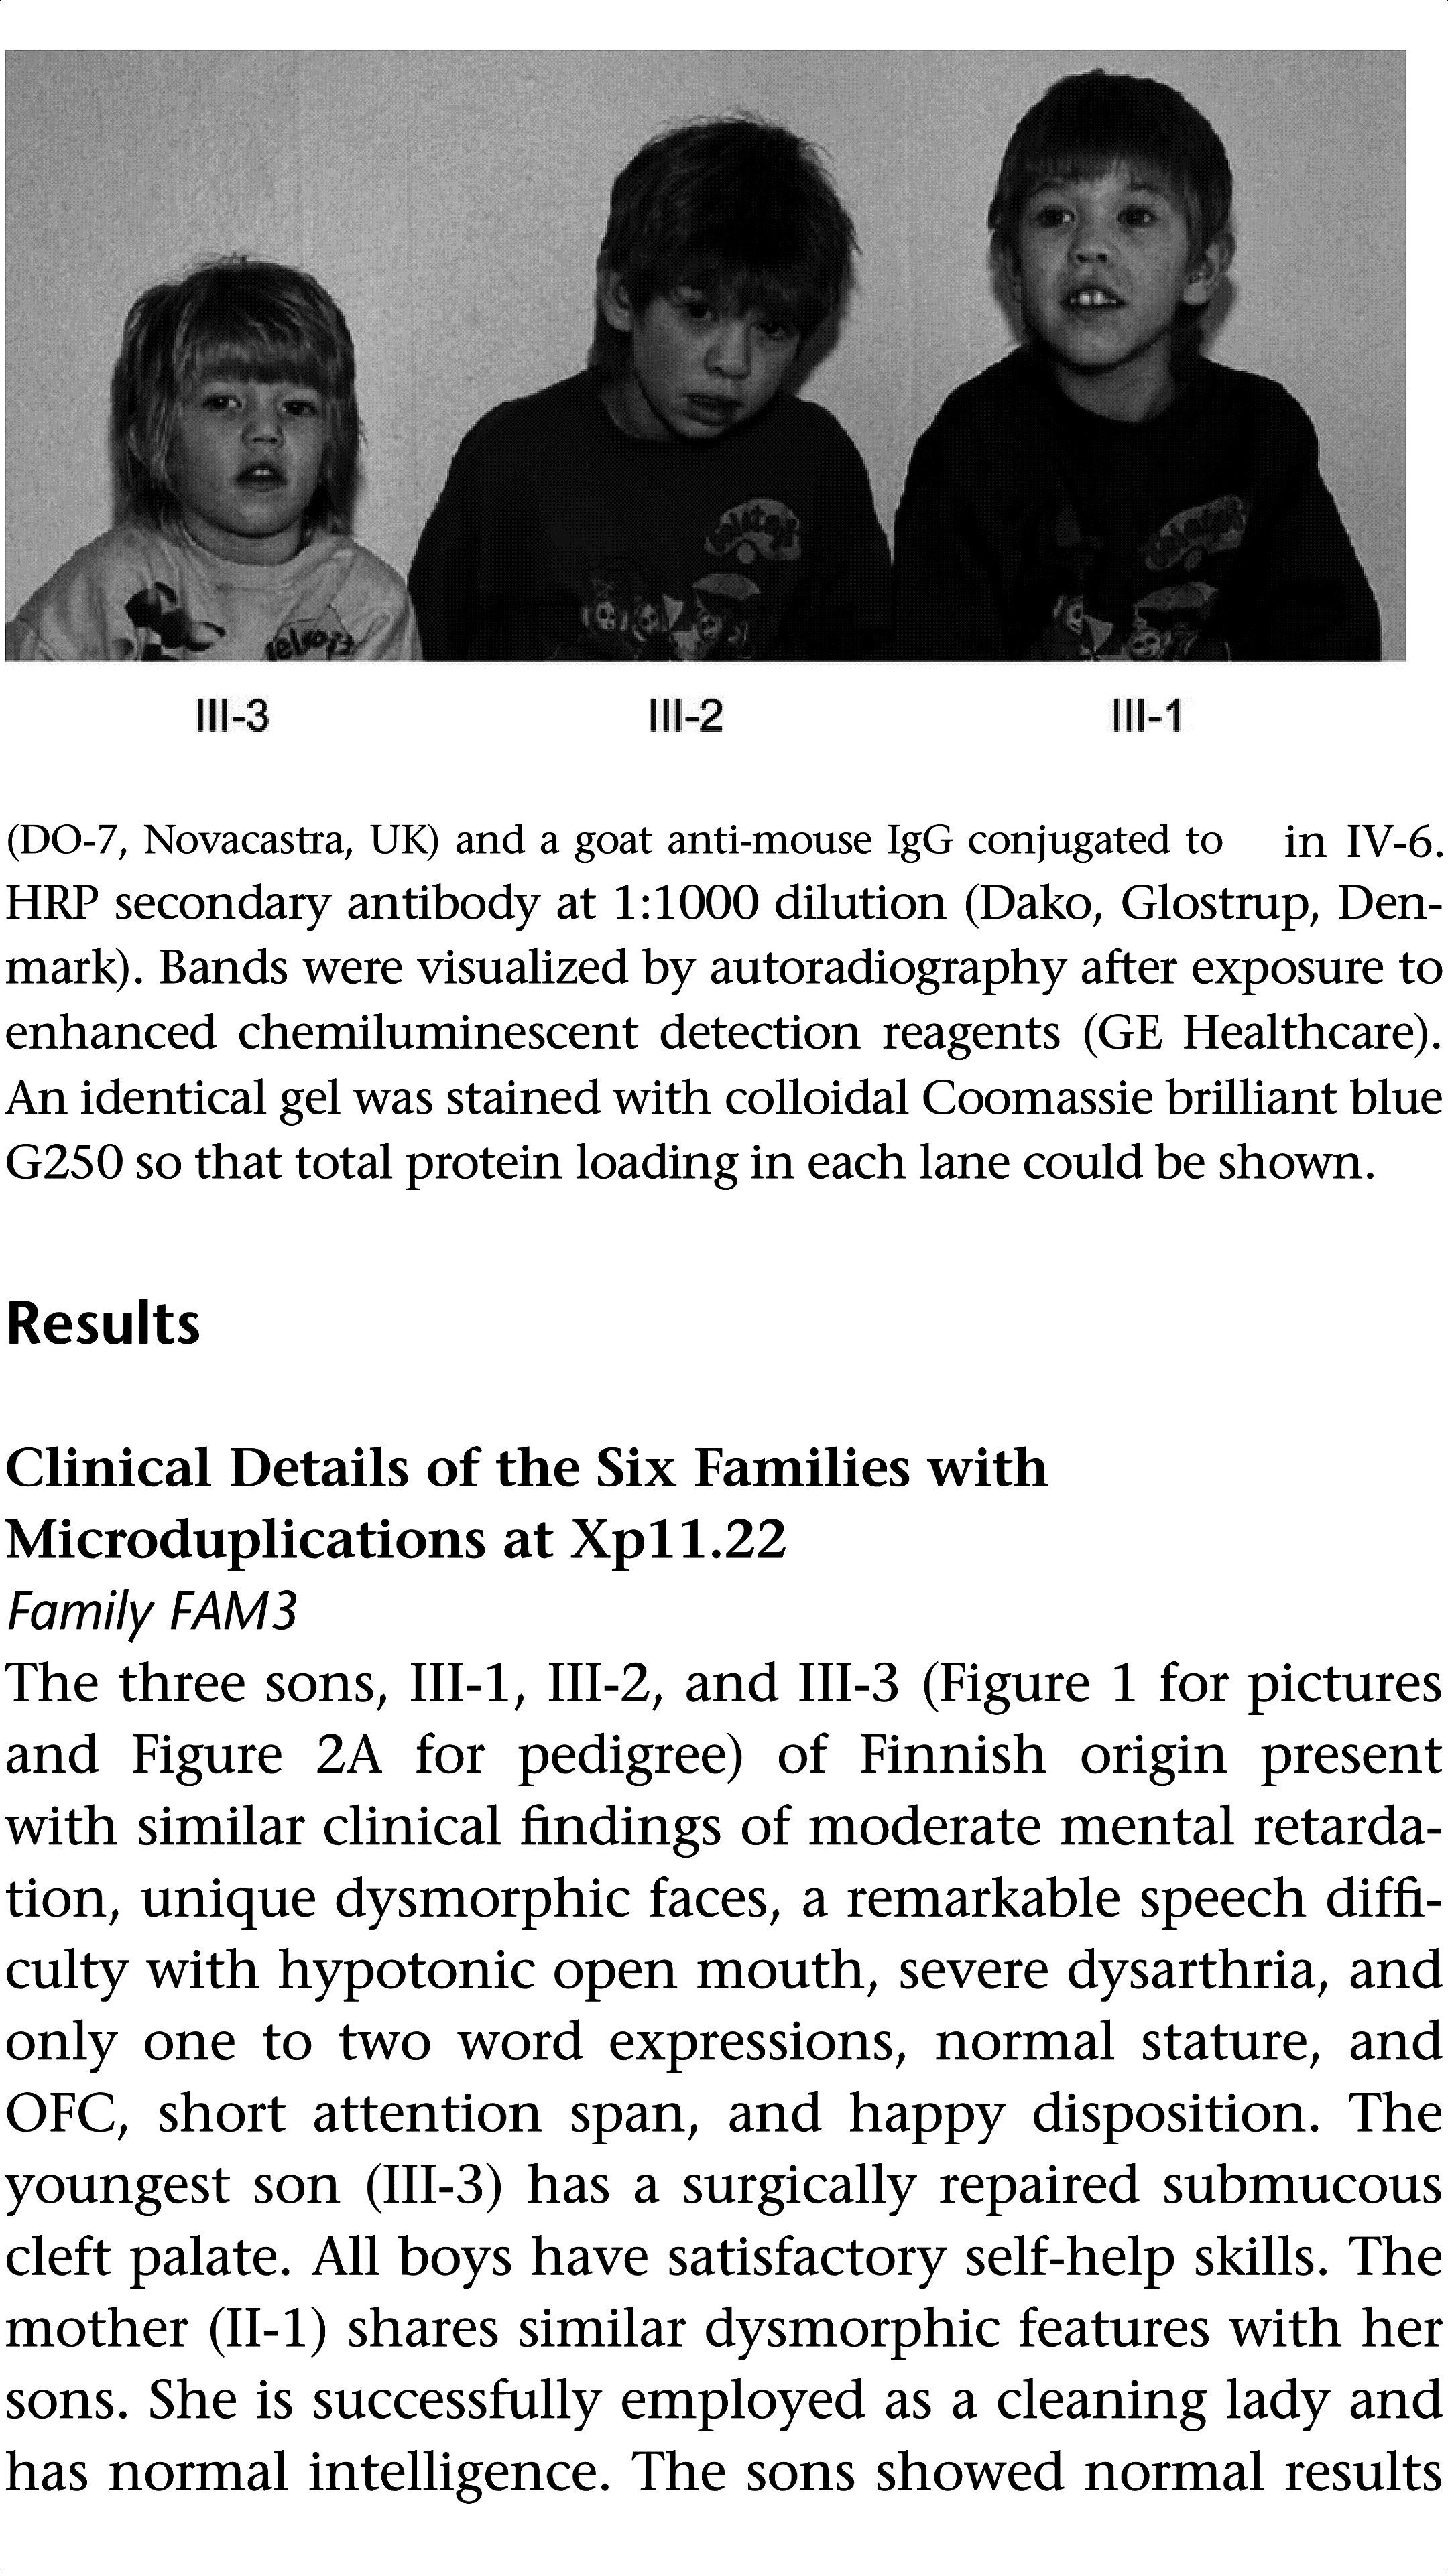 III-3 III-2 III-1
(DO-7, Novacastra, UK) and a goat anti-mouse IgG conjugated to in IV-6.
HRP secondary antibody at 1:1000 dilution (Dako, Glostrup, Den-
mark). Bands were visualized by autoradiography after exposure to
enhanced chemiluminescent detection reagents (GE Healthcare).
An identical gel was stained with colloidal Coomassie brilliant blue
G250 so that total protein loading in each lane could be shown.
Results
Clinical Details of the Six Families with
Microduplications at Xp11.22
Family FAM3
The three sons, III-1, III-2, and III-3 (Figure 1 for pictures
and Figure 2A for pedigree) of Finnish origin present
with similar clinical findings of moderate mental retarda-
tion, unique dysmorphic faces, a remarkable speech diffi-
culty with hypotonic open mouth, severe dysarthria, and
only one to two word expressions, normal stature, and
OFC, short attention span, and happy disposition. The
youngest son (III-3) has a surgically repaired submucous
cleft palate. All boys have satisfactory self-help skills. The
mother (II-1) shares similar dysmorphic features with her
sons. She is successfully employed as a cleaning lady and
has normal intelligence. The sons showed normal results